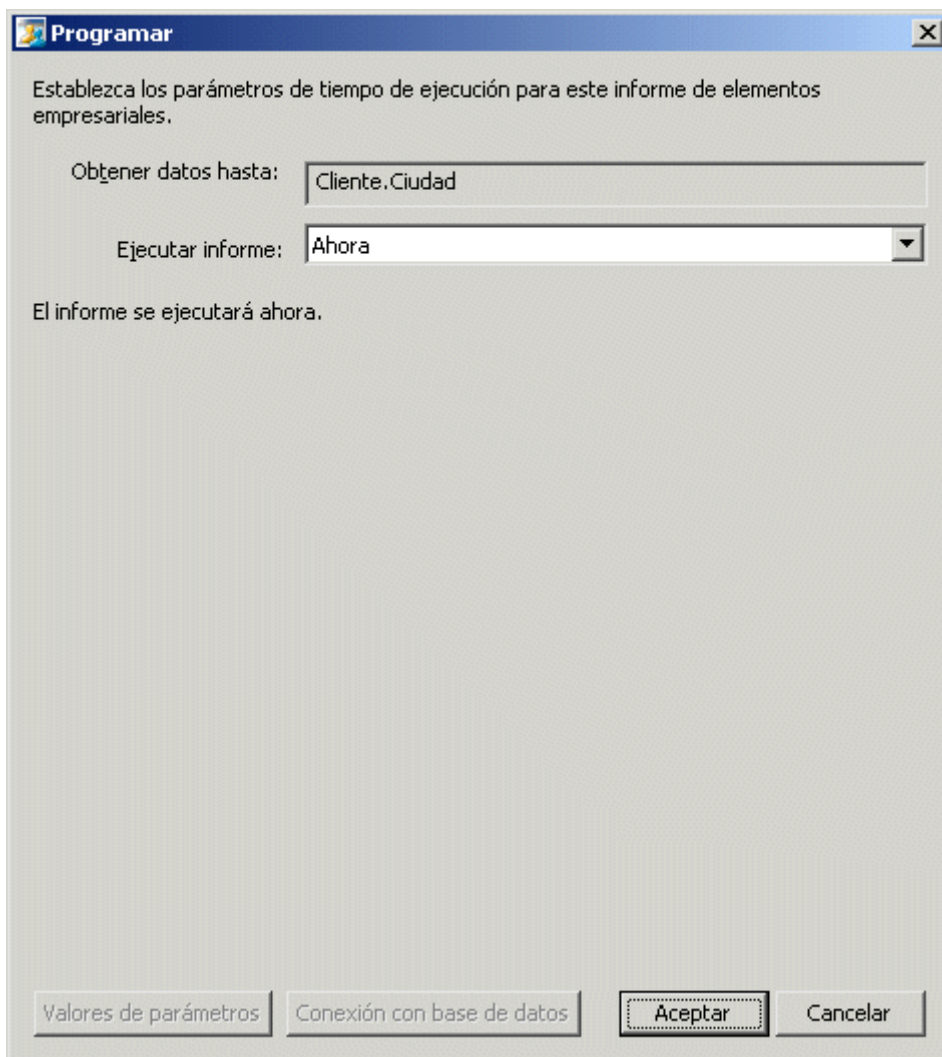 Programar
Establezca los parámetros de tiempo de ejecución para este informe de elementos
empresariales.
Obtener datos hasta: Cliente.Ciudad
Ejecutar informe: Ahora
El informe se ejecutará ahora.
Valores de parámetros Conexión con base de datos Aceptar Cancelar